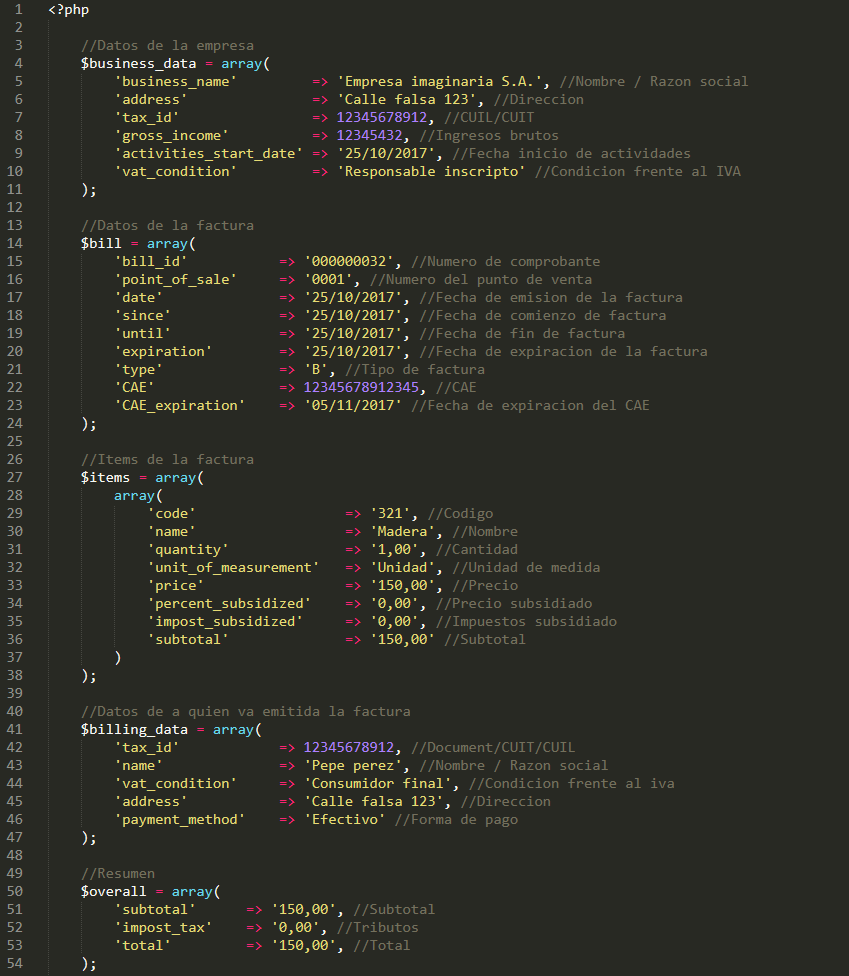 1 <?php
2
3 //Datos de la empresa
4 $business_data = array(
5 'business_name' => 'Empresa imaginaria S.A.', //Nombre / Razon social
6 'address' => 'Calle falsa 123', //Direccion
7 'tax_id' => 12345678912, //CUIL/CUIT
8 'gross_income' => 12345432, //Ingresos brutos
9 'activities_start_date' => '25/10/2017', //Fecha inicio de actividades
10 'vat_condition' => 'Responsable inscripto' //Condicion frente al IVA
11 );
12
13 //Datos de la factura
14 $bill = array(
15 'bill_id' => '000000032', //Numero de comprobante
16 'point_of_sale' => '0001', //Numero del punto de venta
17 'date' => '25/10/2017', //Fecha de emision de la factura
18 'since' => '25/10/2017', //Fecha de comienzo de factura
19 'until' => '25/10/2017', //Fecha de fin de factura
20 'expiration' => '25/10/2017', //Fecha de expiracion de la factura
21 'type' => 'B', //Tipo de factura
22 'CAE' => 12345678912345, //CAE
23 'CAE_expiration' => '05/11/2017' //Fecha de expiracion del CAE
24 );
25
26 //Items de la factura
27 $items = array(
28 array(
29 'code' => '321', //Codigo
30 'name' => 'Madera', //Nombre
31 'quantity' => '1,00', //Cantidad
32 'unit_of_measurement' => 'Unidad', //Unidad de medida
33 'price' => '150,00', //Precio
34 'percent_subsidized' => '0,00', //Precio subsidiado
35 'impost_subsidized' => '0,00', //Impuestos subsidiado
36 'subtotal' => '150,00' //Subtotal
37 )
38 );
39
40 //Datos de a quien va emitida la factura
41 $billing_data = array(
42 'tax_id' => 12345678912, //Document/CUIT/CUIL
43 'name' => 'Pepe perez', //Nombre / Razon social
44 'vat_condition' => 'Consumidor final', //Condicion frente al iva
45 'address' => 'Calle falsa 123', //Direccion
46 'payment_method' => 'Efectivo' //Forma de pago
47 );
48
49 //Resumen
50 $overall = array(
51 'subtotal' => '150,00', //Subtotal
52 'impost_tax' => '0,00', //Tributos
53 'total' => '150,00', //Total
54 );